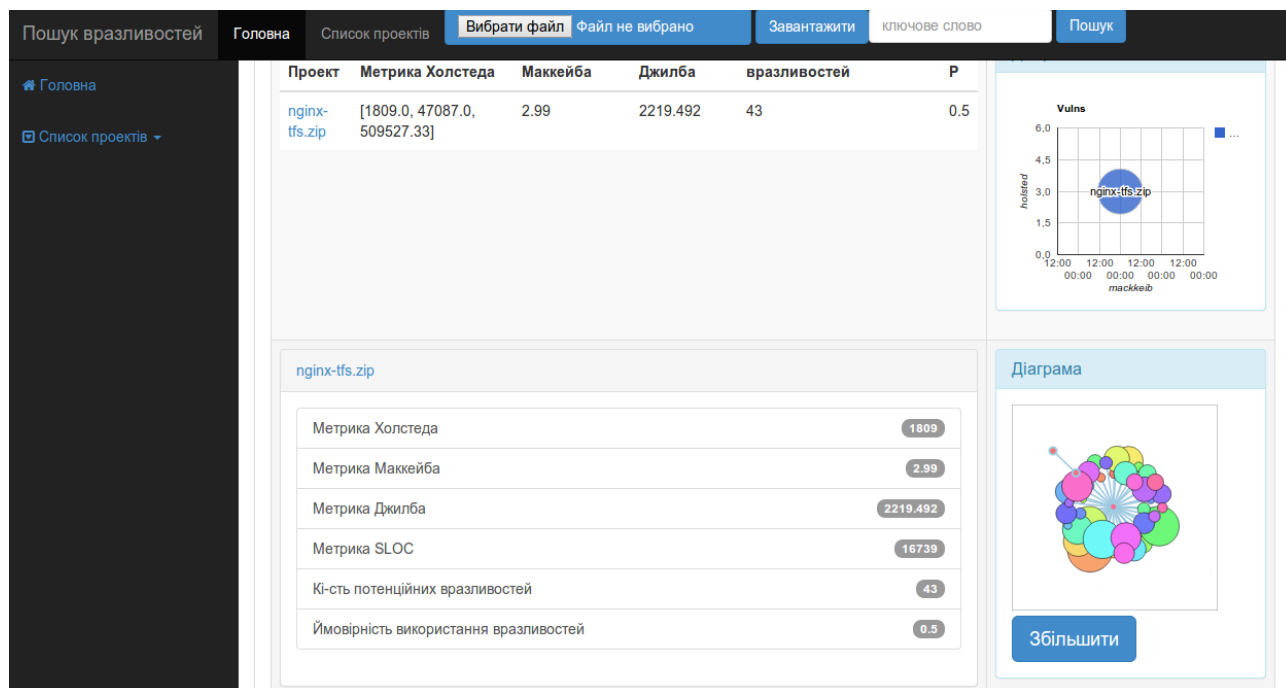 Пошук вразливостей
Головна
Список проектів
Вибрати файл Файл не вибрано
Завантажити
ключове слово
Пошук
Головна
Список проектів
Проект Метрика Холстеда Маккейба Джилба вразливостей P
nginx-tfs.zip [1809.0, 47087.0, 509527.33] 2.99 2219.492 43 0.5
Vulns
6,0
4,5
3,0
1,5
0,0
holsted
nginx-tfs.zip
...
12:00 12:00 12:00 12:00
00:00 00:00 00:00 00:00
mackkeib
nginx-tfs.zip
Метрика Холстеда 1809
Метрика Маккейба 2.99
Метрика Джилба 2219.492
Метрика SLOC 16739
Кі-сть потенційних вразливостей 43
Ймовірність використання вразливостей 0.5
Діаграма
Збільшити